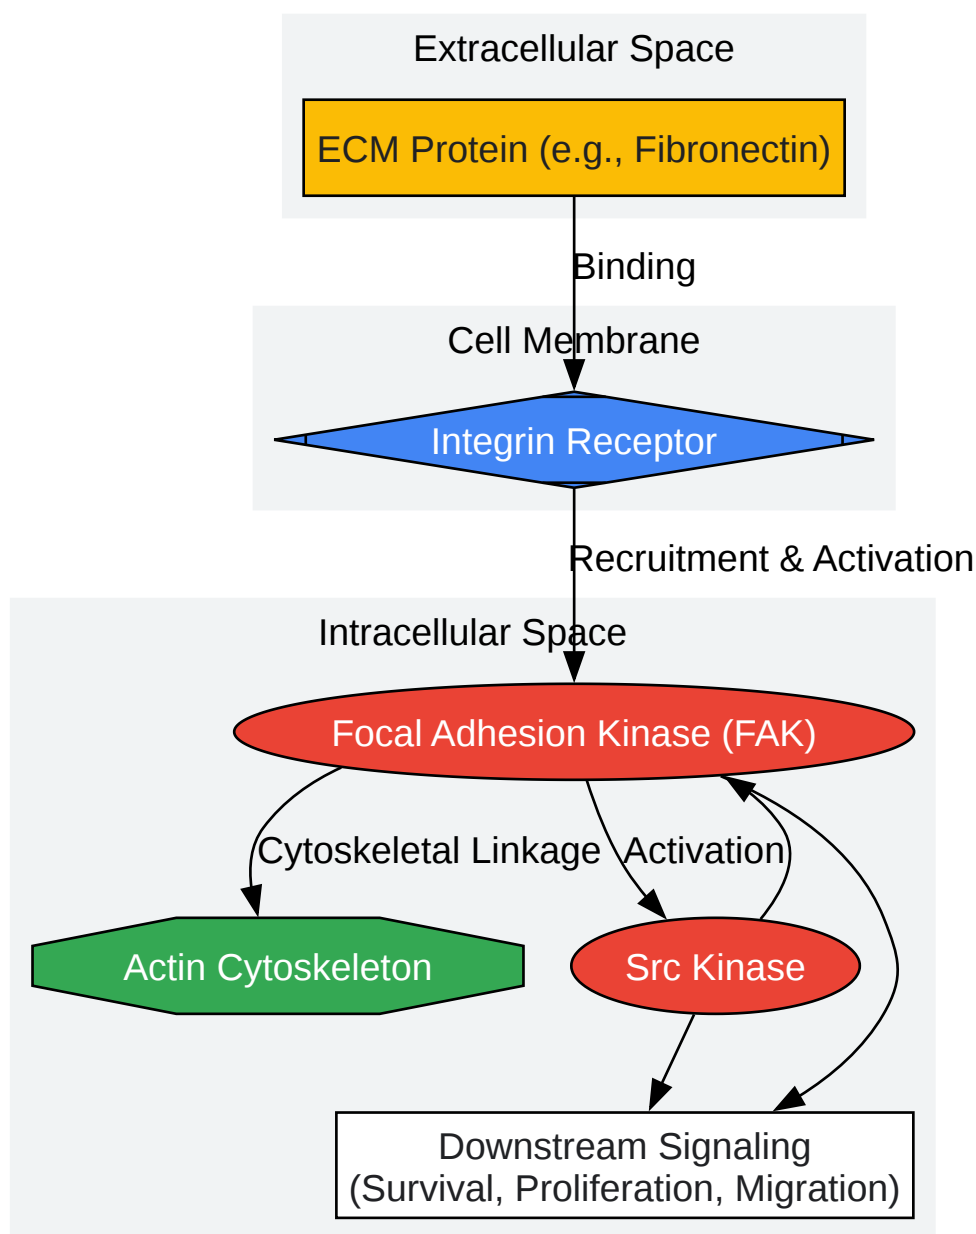 Extracellular Space
ECM Protein (e.g., Fibronectin)
Binding
Cell Membrane
Integrin Receptor
Recruitment & Activation
Intracellular Space
Focal Adhesion Kinase (FAK)
Cytoskeletal Linkage
Activation
Actin Cytoskeleton
Src Kinase
Downstream Signaling
(Survival, Proliferation, Migration)